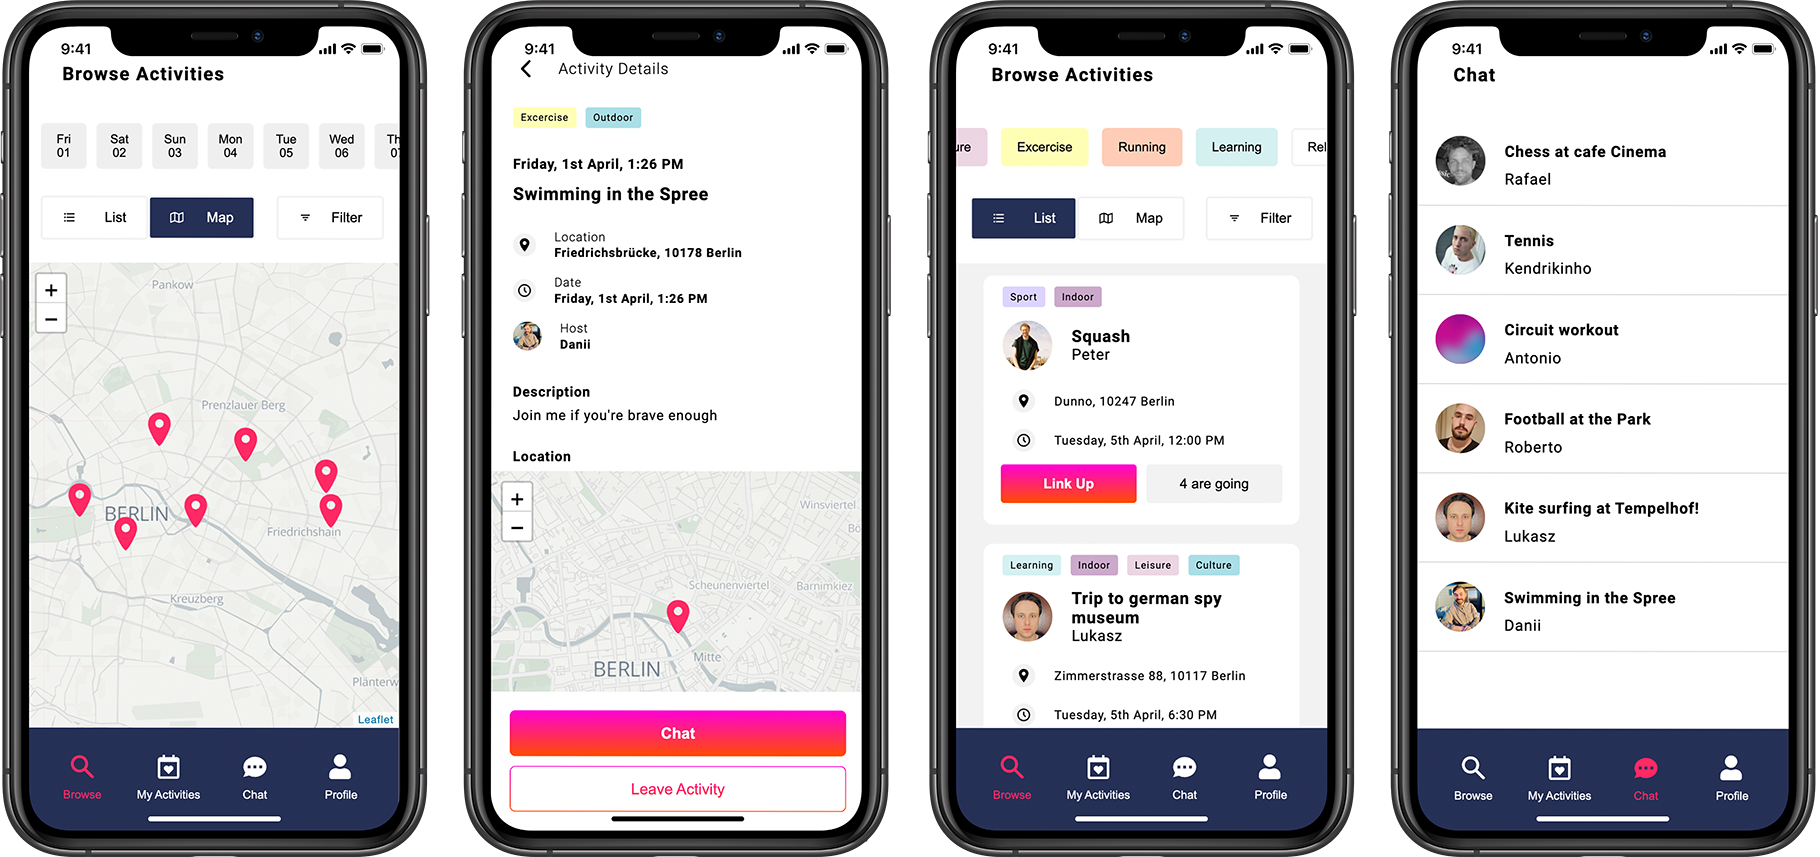 9:41
Browse Activities
Fri
01
Sat
02
Sun
03
Mon
04
Tue
05
Wed
06
Th
List
Map
Filter
+
−
Pankow
Prenzlauer Berg
BERLIN
Friedrichshain
Kreuzberg
Plänterw
Leaflet
Browse
My Activities
Chat
Profile
9:41
Activity Details
Excercise
Outdoor
Friday, 1st April, 1:26 PM
Swimming in the Spree
Location
Friedrichsbrücke, 10178 Berlin
Date
Friday, 1st April, 1:26 PM
Host
Danii
Description
Join me if you're brave enough
Location
+
−
Winsviertel
Bo
Scheunenviertel
Barnimkiez
BERLIN
Mitte
Chat
Leave Activity
9:41
Browse Activities
ure
Excercise
Running
Learning
Rel
List
Map
Filter
Sport
Indoor
Squash
Peter
Dunno, 10247 Berlin
Tuesday, 5th April, 12:00 PM
Link Up
4 are going
Learning
Indoor
Leisure
Culture
Trip to german spy
museum
Lukasz
Zimmerstrasse 88, 10117 Berlin
Tuesday, 5th April, 6:30 PM
Browse
My Activities
Chat
Profile
9:41
Chat
Chess at cafe Cinema
Rafael
Tennis
Kendrikinho
Circuit workout
Antonio
Football at the Park
Roberto
Kite surfing at Tempelhof!
Lukasz
Swimming in the Spree
Danii
Browse
My Activities
Chat
Profile